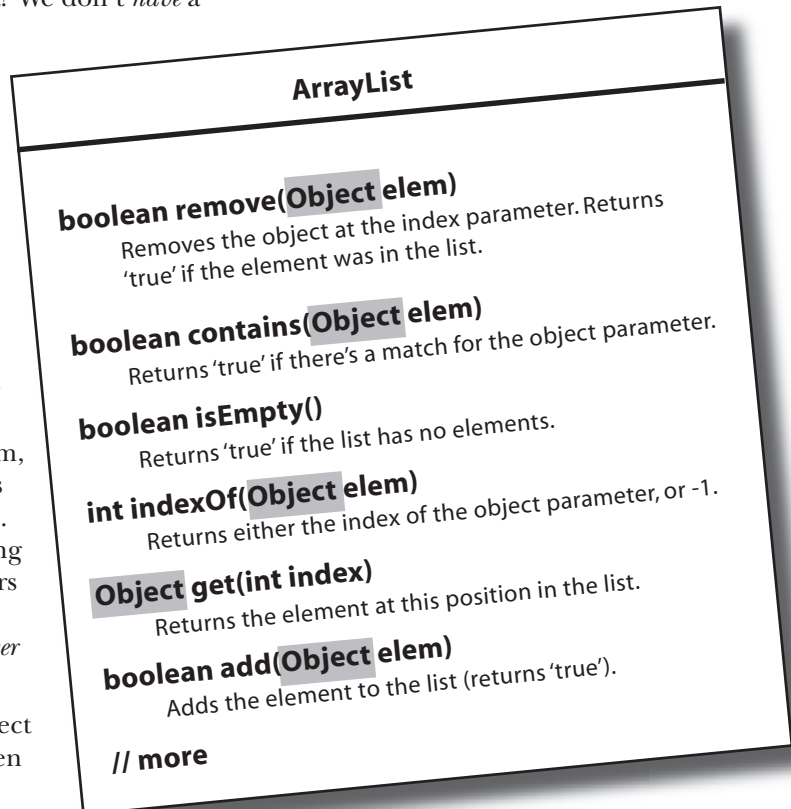 We don't have a
ArrayList
boolean remove(Object elem)
Removes the object at the index parameter. Returns
'true' if the element was in the list.
boolean contains(Object elem)
Returns 'true' if there's a match for the object parameter.
boolean isEmpty()
Returns 'true' if the list has no elements.
int indexOf(Object elem)
Returns either the index of the object parameter, or -1.
Object get(int index)
Returns the element at this position in the list.
boolean add(Object elem)
Adds the element to the list (returns 'true').
// more